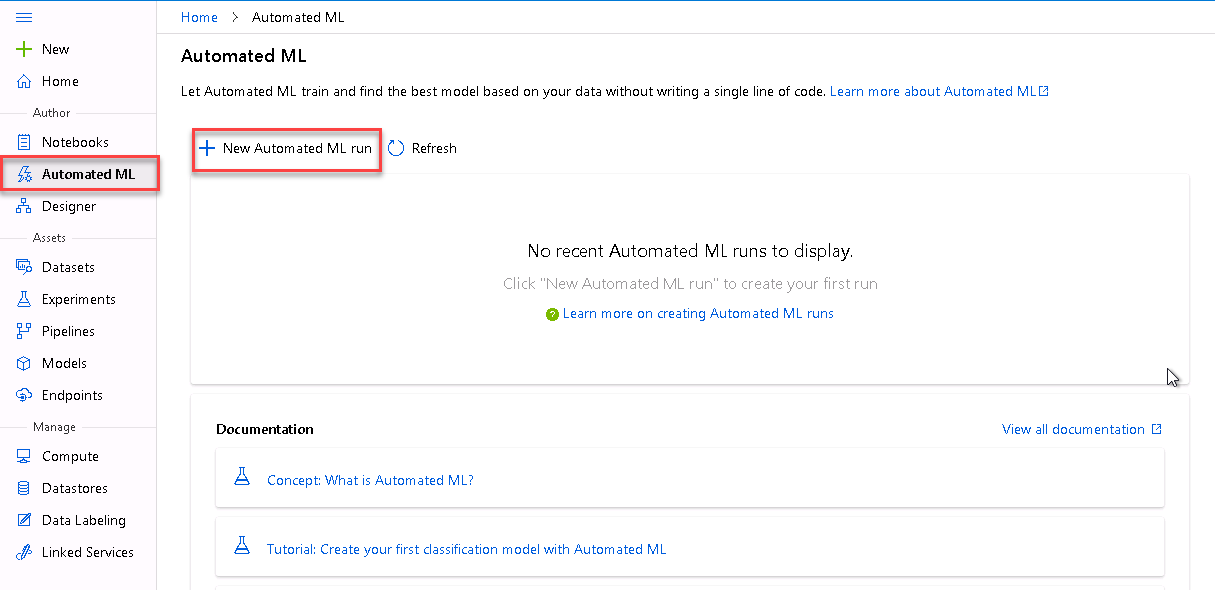 Home > Automated ML
New
Home
Author
Notebooks
Automated ML
Designer
Assets
Datasets
Experiments
Pipelines
Models
Endpoints
Manage
Compute
Datastores
Data Labeling
Linked Services
Automated ML
Let Automated ML train and find the best model based on your data without writing a single line of code. Learn more about Automated ML
New Automated ML run Refresh
No recent Automated ML runs to display.
Click "New Automated ML run" to create your first run
Learn more on creating Automated ML runs
Documentation View all documentation
Concept: What is Automated ML?
Tutorial: Create your first classification model with Automated ML